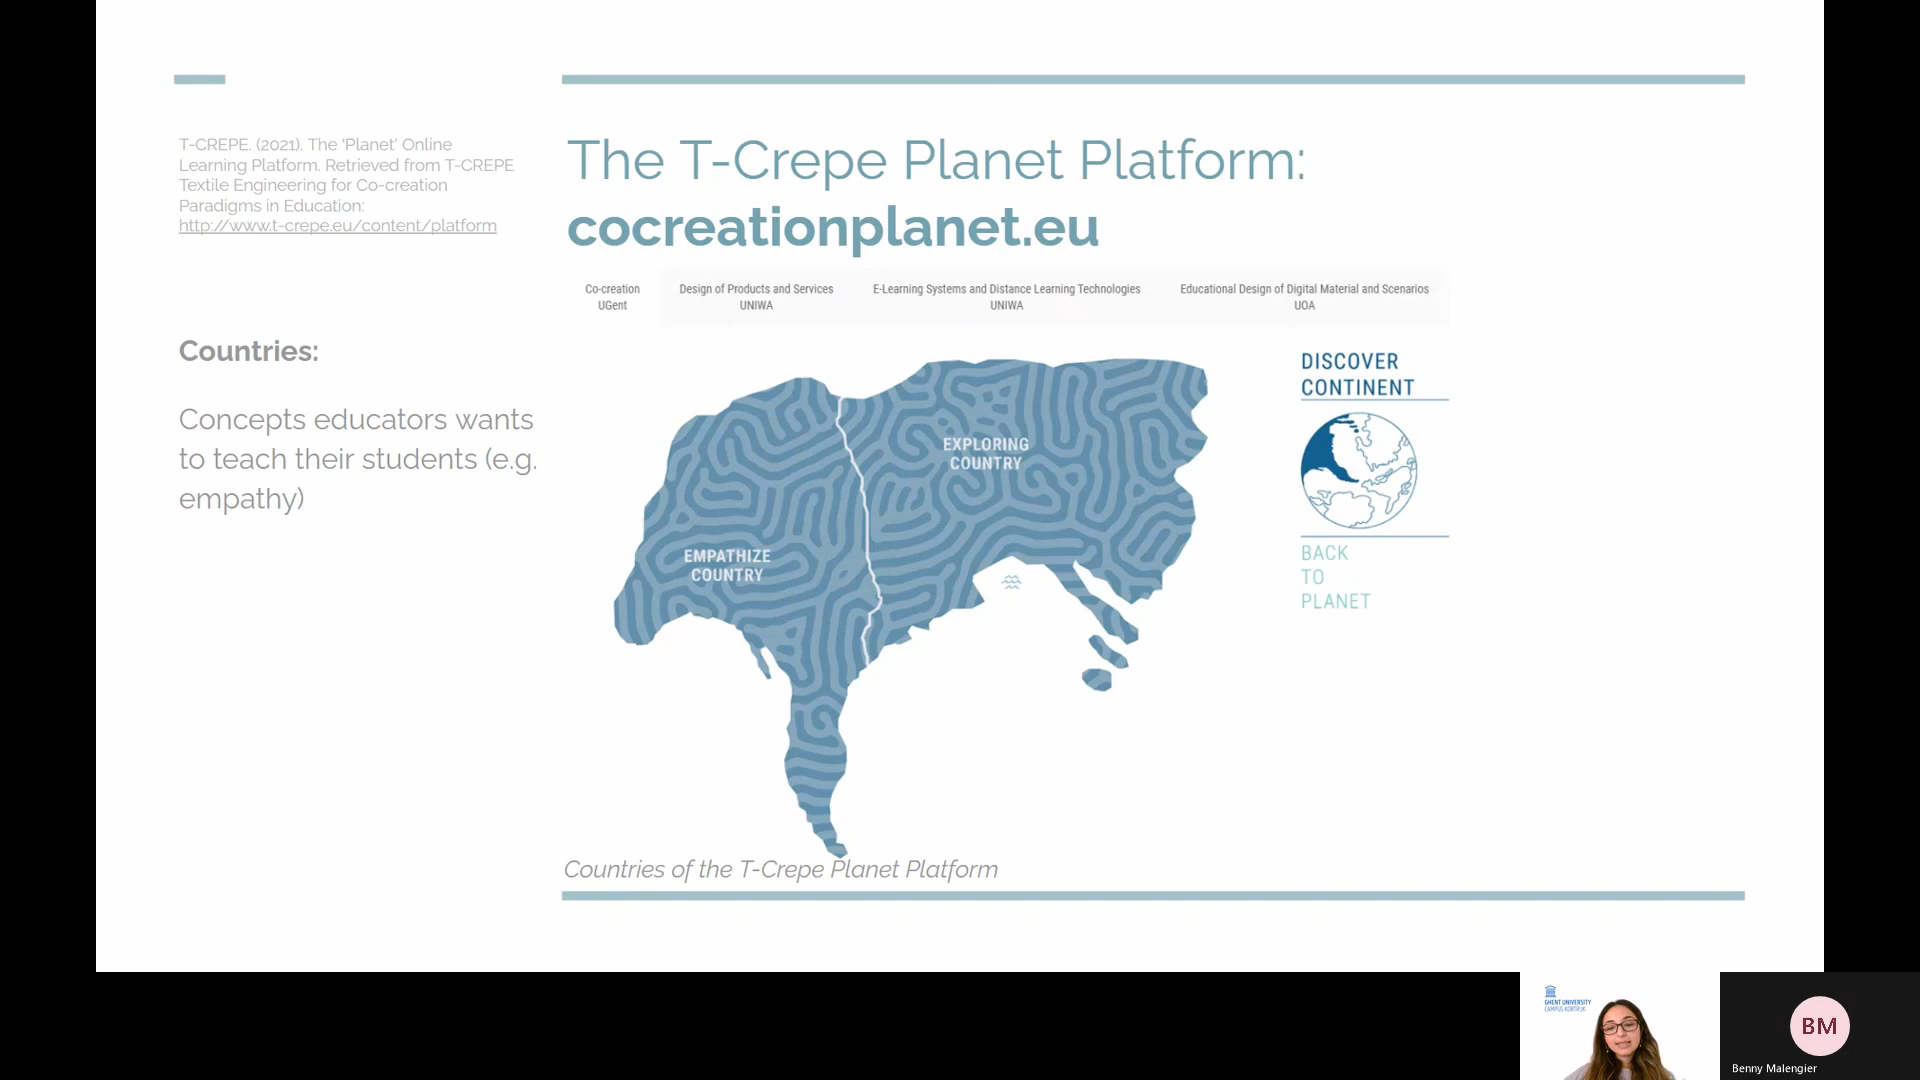 T-CREPE. (2021). The 'Planet' Online
Learning Platform. Retrieved from T-CREPE
Textile Engineering for Co-creation
Paradigms in Education:
http://www.t-crepe.eu/content/platform
Countries:
Concepts educators wants
to teach their students (e.g.
empathy)
The T-Crepe Planet Platform:
cocreationplanet.eu
Co-creation
UGent
Design of Products and Services
UNIWA
E-Learning Systems and Distance Learning Technologies
UNIWA
Educational Design of Digital Material and Scenarios
UOA
EXPLORING
COUNTRY
EMPATHIZE
COUNTRY
DISCOVER
CONTINENT
BACK
TO
PLANET
Countries of the T-Crepe Planet Platform
GHENT UNIVERSITY
CAMPUS KORTRIJK
BM
Benny Malengier